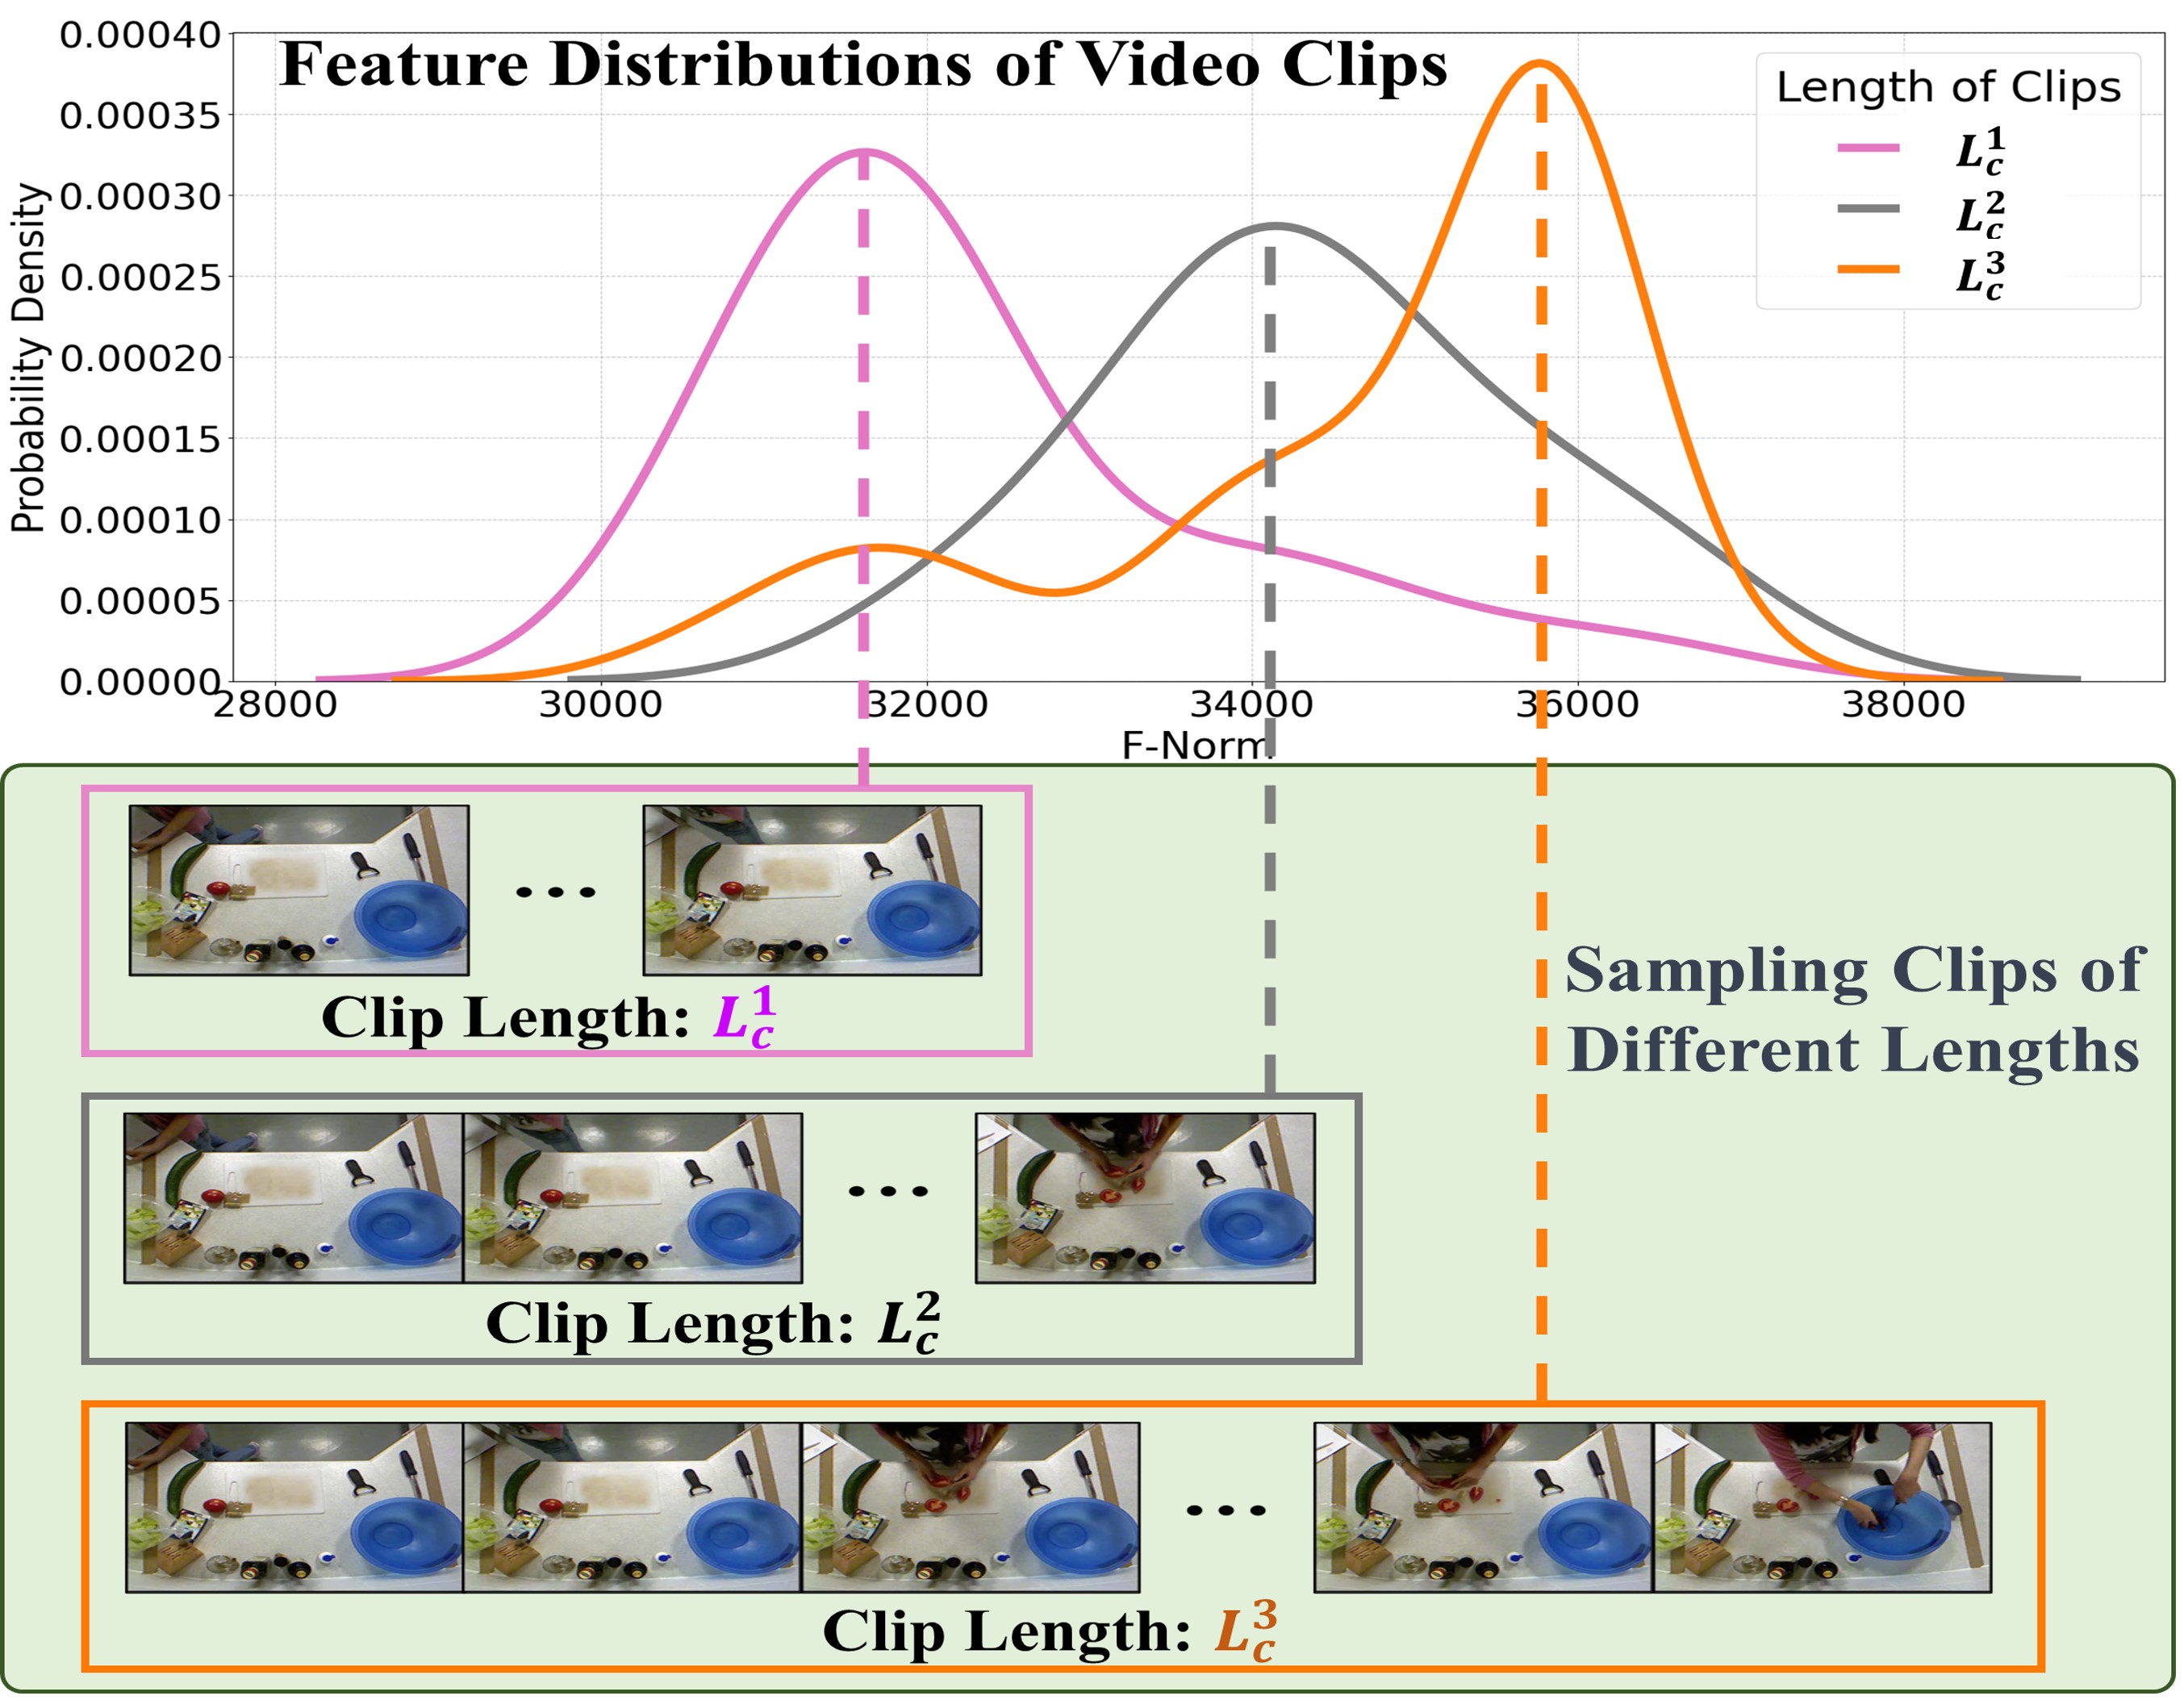 Feature Distributions of Video Clips
Probability Density
0.00040
0.00035
0.00030
0.00025
0.00020
0.00015
0.00010
0.00005
0.00000
28000 30000 32000 34000 36000 38000
F-Norm
Length of Clips
L_c^1
L_c^2
L_c^3
Clip Length: L_c^1
Sampling Clips of
Different Lengths
Clip Length: L_c^2
Clip Length: L_c^3